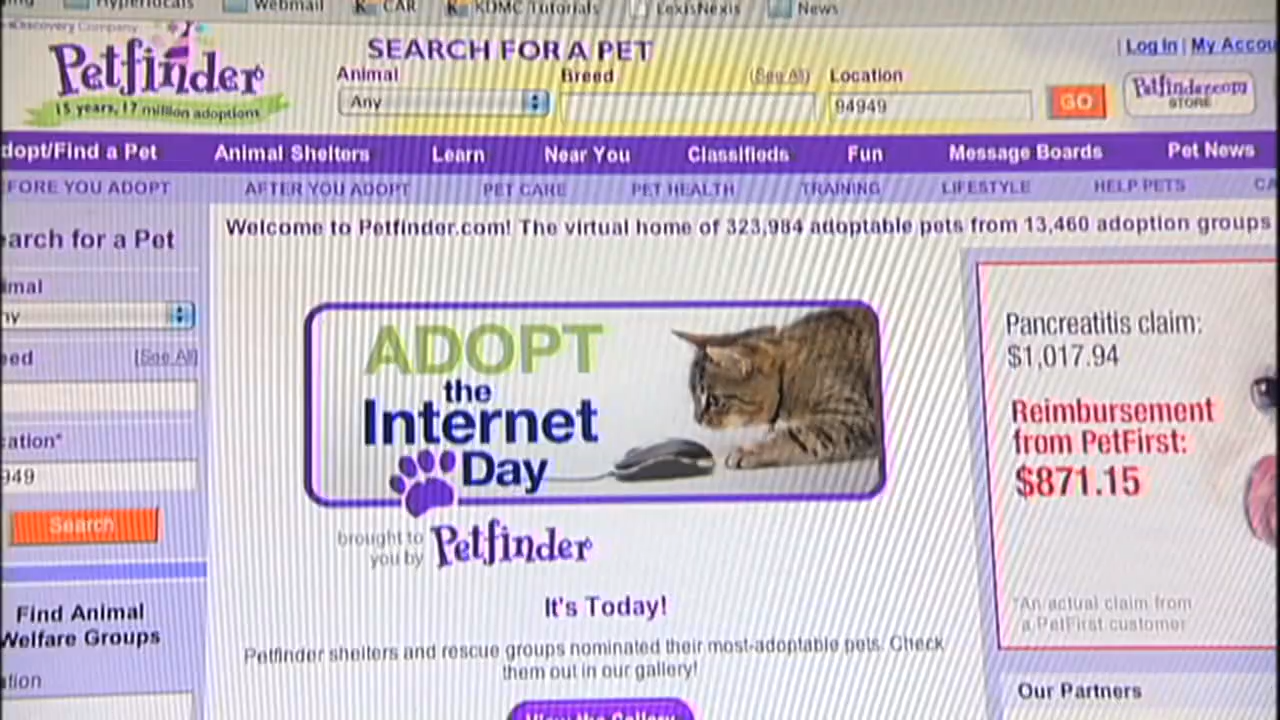 Hyperlocals Webmail CAR KDMC Tutorials LexisNexis News
Discovery Company
Petfinder
15 years, 17 million adoptions
SEARCH FOR A PET
Animal Breed (See All) Location
Any 94949 GO
Log In | My Accou
Petfinder.com
STORE
dopt/Find a Pet Animal Shelters Learn Near You Classifieds Fun Message Boards Pet News
FORE YOU ADOPT AFTER YOU ADOPT PET CARE PET HEALTH TRAINING LIFESTYLE HELP PETS CA
arch for a Pet
imal
ny
eed [See All]
cation*
949
Search
Find Animal
Welfare Groups
ation
Welcome to Petfinder.com! The virtual home of 323,984 adoptable pets from 13,460 adoption groups
ADOPT
the
Internet
Day
brought to
you by Petfinder
It's Today!
Petfinder shelters and rescue groups nominated their most-adoptable pets. Check
them out in our gallery!
View the Gallery
Pancreatitis claim:
$1,017.94
Reimbursement
from PetFirst:
$871.15
*An actual claim from
a PetFirst customer
Our Partners